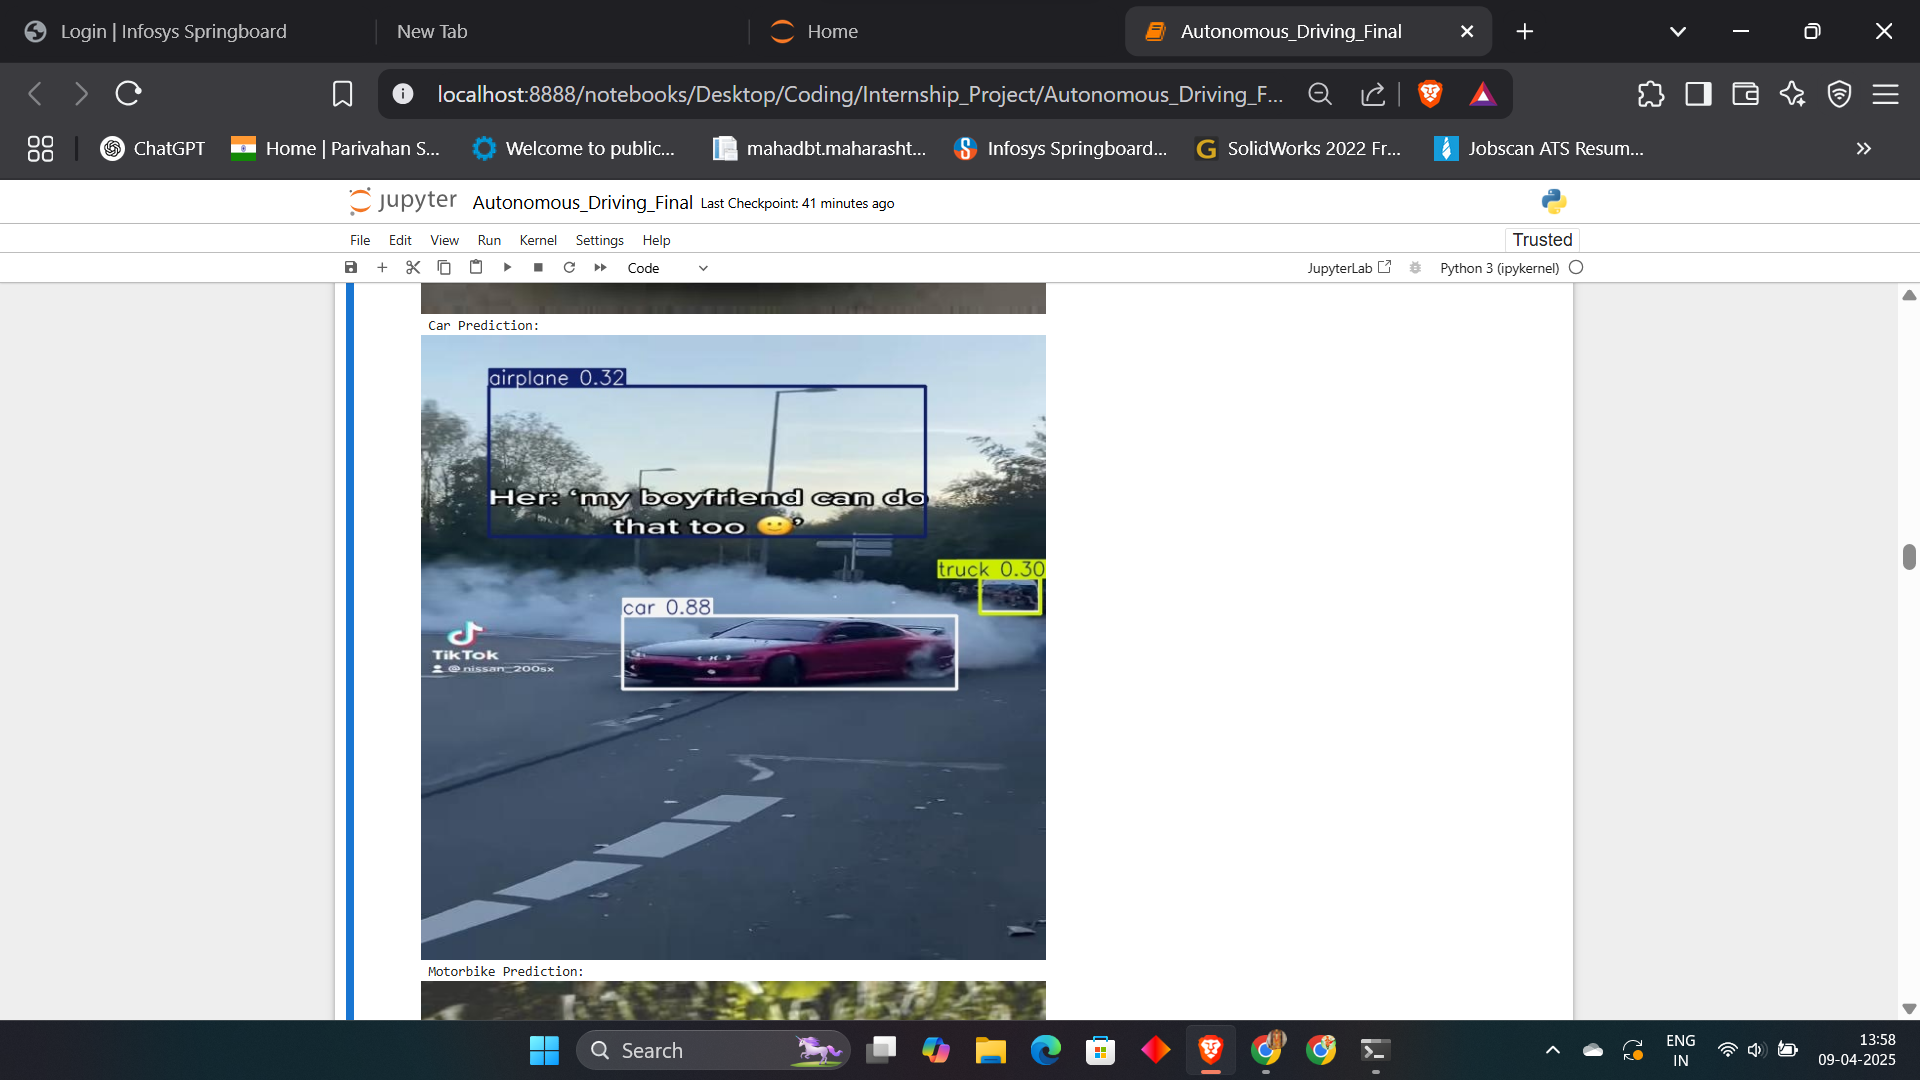 Login | Infosys Springboard
New Tab
Home
Autonomous_Driving_Final
localhost:8888/notebooks/Desktop/Coding/Internship_Project/Autonomous_Driving_F...
ChatGPT
Home | Parivahan S...
Welcome to public...
mahadbt.maharasht...
Infosys Springboard...
SolidWorks 2022 Fr...
Jobscan ATS Resum...
jupyter Autonomous_Driving_Final Last Checkpoint: 41 minutes ago
File Edit View Run Kernel Settings Help
Trusted
Code
JupyterLab
Python 3 (ipykernel)
Car Prediction:
airplane 0.32
Her: ‘my boyfriend can do
that too 🙂’
truck 0.30
car 0.88
TikTok
@nissan_200sx
Motorbike Prediction:
Search
ENG
IN
13:58
09-04-2025